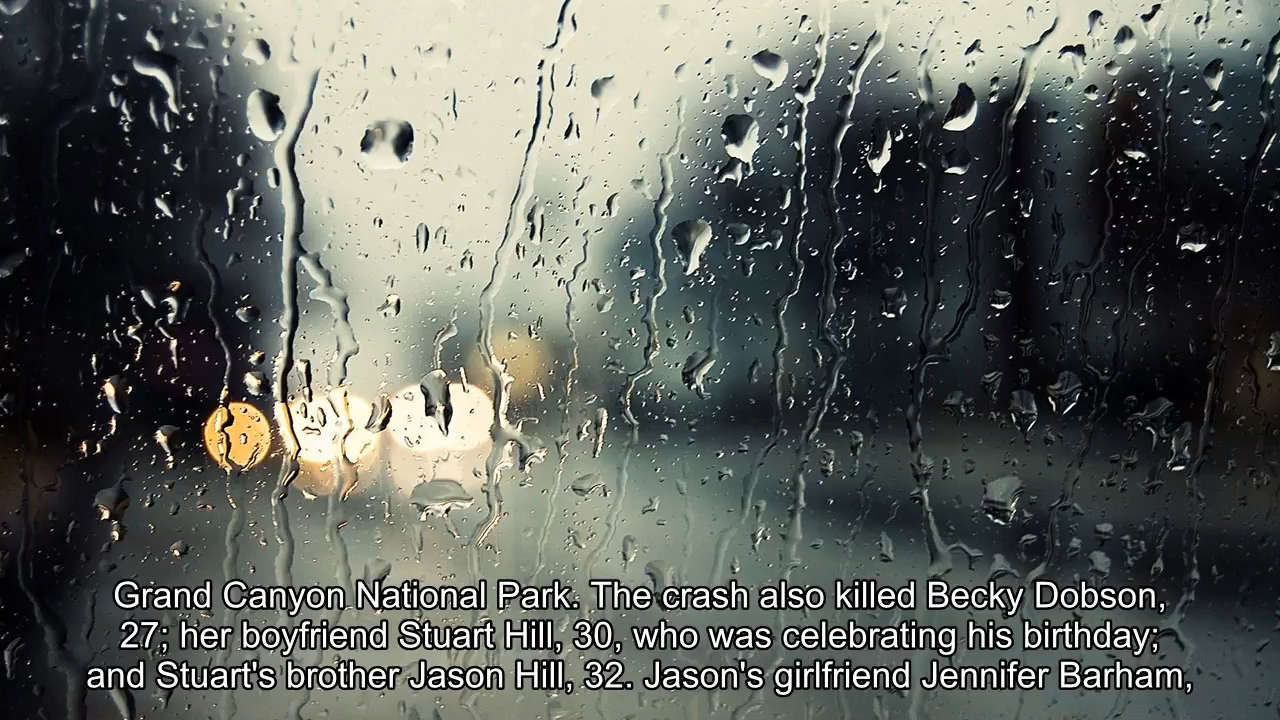 Grand Canyon National Park. The crash also killed Becky Dobson,
27; her boyfriend Stuart Hill, 30, who was celebrating his birthday;
and Stuart's brother Jason Hill, 32. Jason's girlfriend Jennifer Barham,